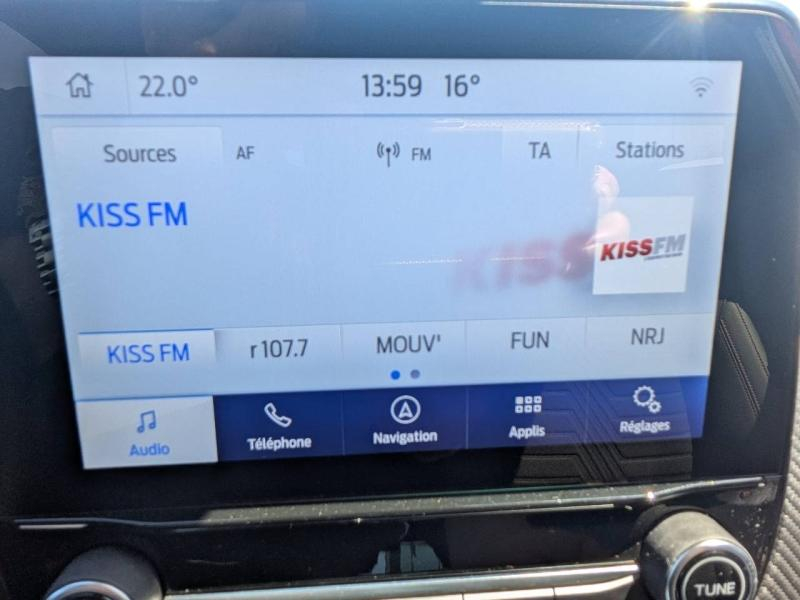 22.0° 13:59 16°
Sources AF FM TA Stations
KISS FM
KISS
KISSFM
KISS FM r107.7 MOUV' FUN NRJ
Audio Téléphone Navigation Applis Réglages
TUNE